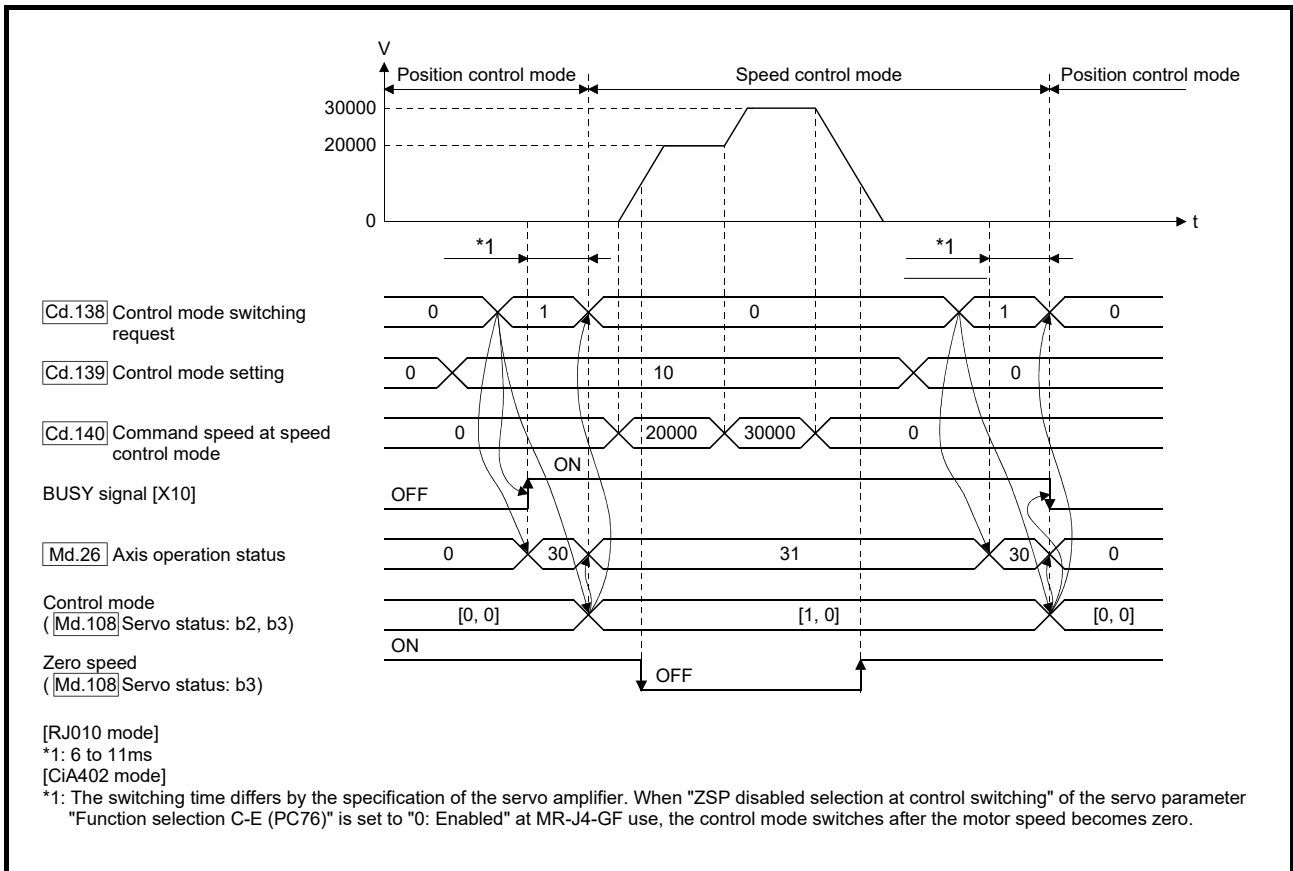 V
Position control mode
Speed control mode
Position control mode
30000
20000
0
t
*1
*1
Cd.138 Control mode switching
request
0
1
0
1
0
Cd.139 Control mode setting
0
10
0
Cd.140 Command speed at speed
control mode
0
20000
30000
0
BUSY signal [X10]
OFF
ON
Md.26 Axis operation status
0
30
31
30
0
Control mode
( Md.108 Servo status: b2, b3)
[0, 0]
[1, 0]
[0, 0]
Zero speed
( Md.108 Servo status: b3)
ON
OFF
[RJ010 mode]
*1: 6 to 11ms
[CiA402 mode]
*1: The switching time differs by the specification of the servo amplifier. When "ZSP disabled selection at control switching" of the servo parameter
"Function selection C-E (PC76)" is set to "0: Enabled" at MR-J4-GF use, the control mode switches after the motor speed becomes zero.